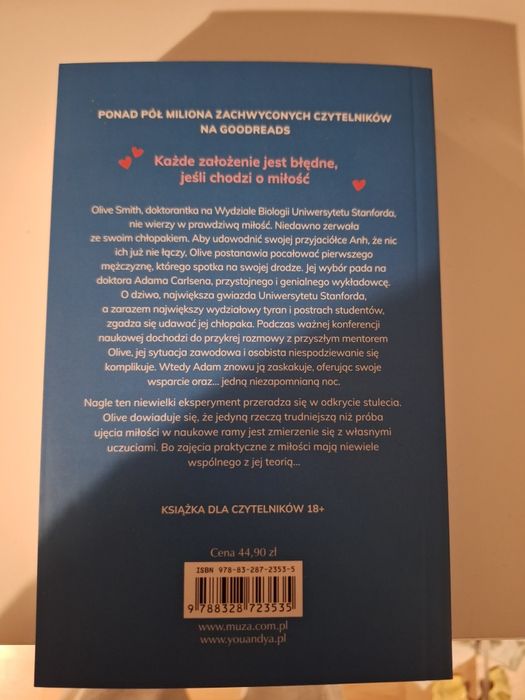 PONAD PÓŁ MILIONA ZACHWYCONYCH CZYTELNIKÓW
NA GOODREADS
Każde założenie jest błędne,
jeśli chodzi o miłość
Olive Smith, doktorantka na Wydziale Biologii Uniwersytetu Stanforda,
nie wierzy w prawdziwą miłość. Niedawno zerwała
ze swoim chłopakiem. Aby udowodnić swojej przyjaciółce Anh, że nic
ich już nie łączy, Olive postanawia pocałować pierwszego
mężczyznę, którego spotka na swojej drodze. Jej wybór pada na
doktora Adama Carlsena, przystojnego i genialnego wykładowcę.
O dziwo, największa gwiazda Uniwersytetu Stanforda,
a zarazem największy wydziałowy tyran i postrach studentów,
zgadza się udawać jej chłopaka. Podczas ważnej konferencji
naukowej dochodzi do przykrej rozmowy z przyszłym mentorem
Olive, jej sytuacja zawodowa i osobista niespodziewanie się
komplikuje. Wtedy Adam znowu ją zaskakuje, oferując swoje
wsparcie oraz... jedną niezapomnianą noc.
Nagle ten niewielki eksperyment przeradza się w odkrycie stulecia.
Olive dowiaduje się, że jedyną rzeczą trudniejszą niż próba
ujęcia miłości w naukowe ramy jest zmierzenie się z własnymi
uczuciami. Bo zajęcia praktyczne z miłości mają niewiele
wspólnego z jej teorią...
KSIĄŻKA DLA CZYTELNIKÓW 18+
Cena 44,90 zł
ISBN 978-83-287-2353-5
9 788328 723535
www.muza.com.pl
www.youandya.pl